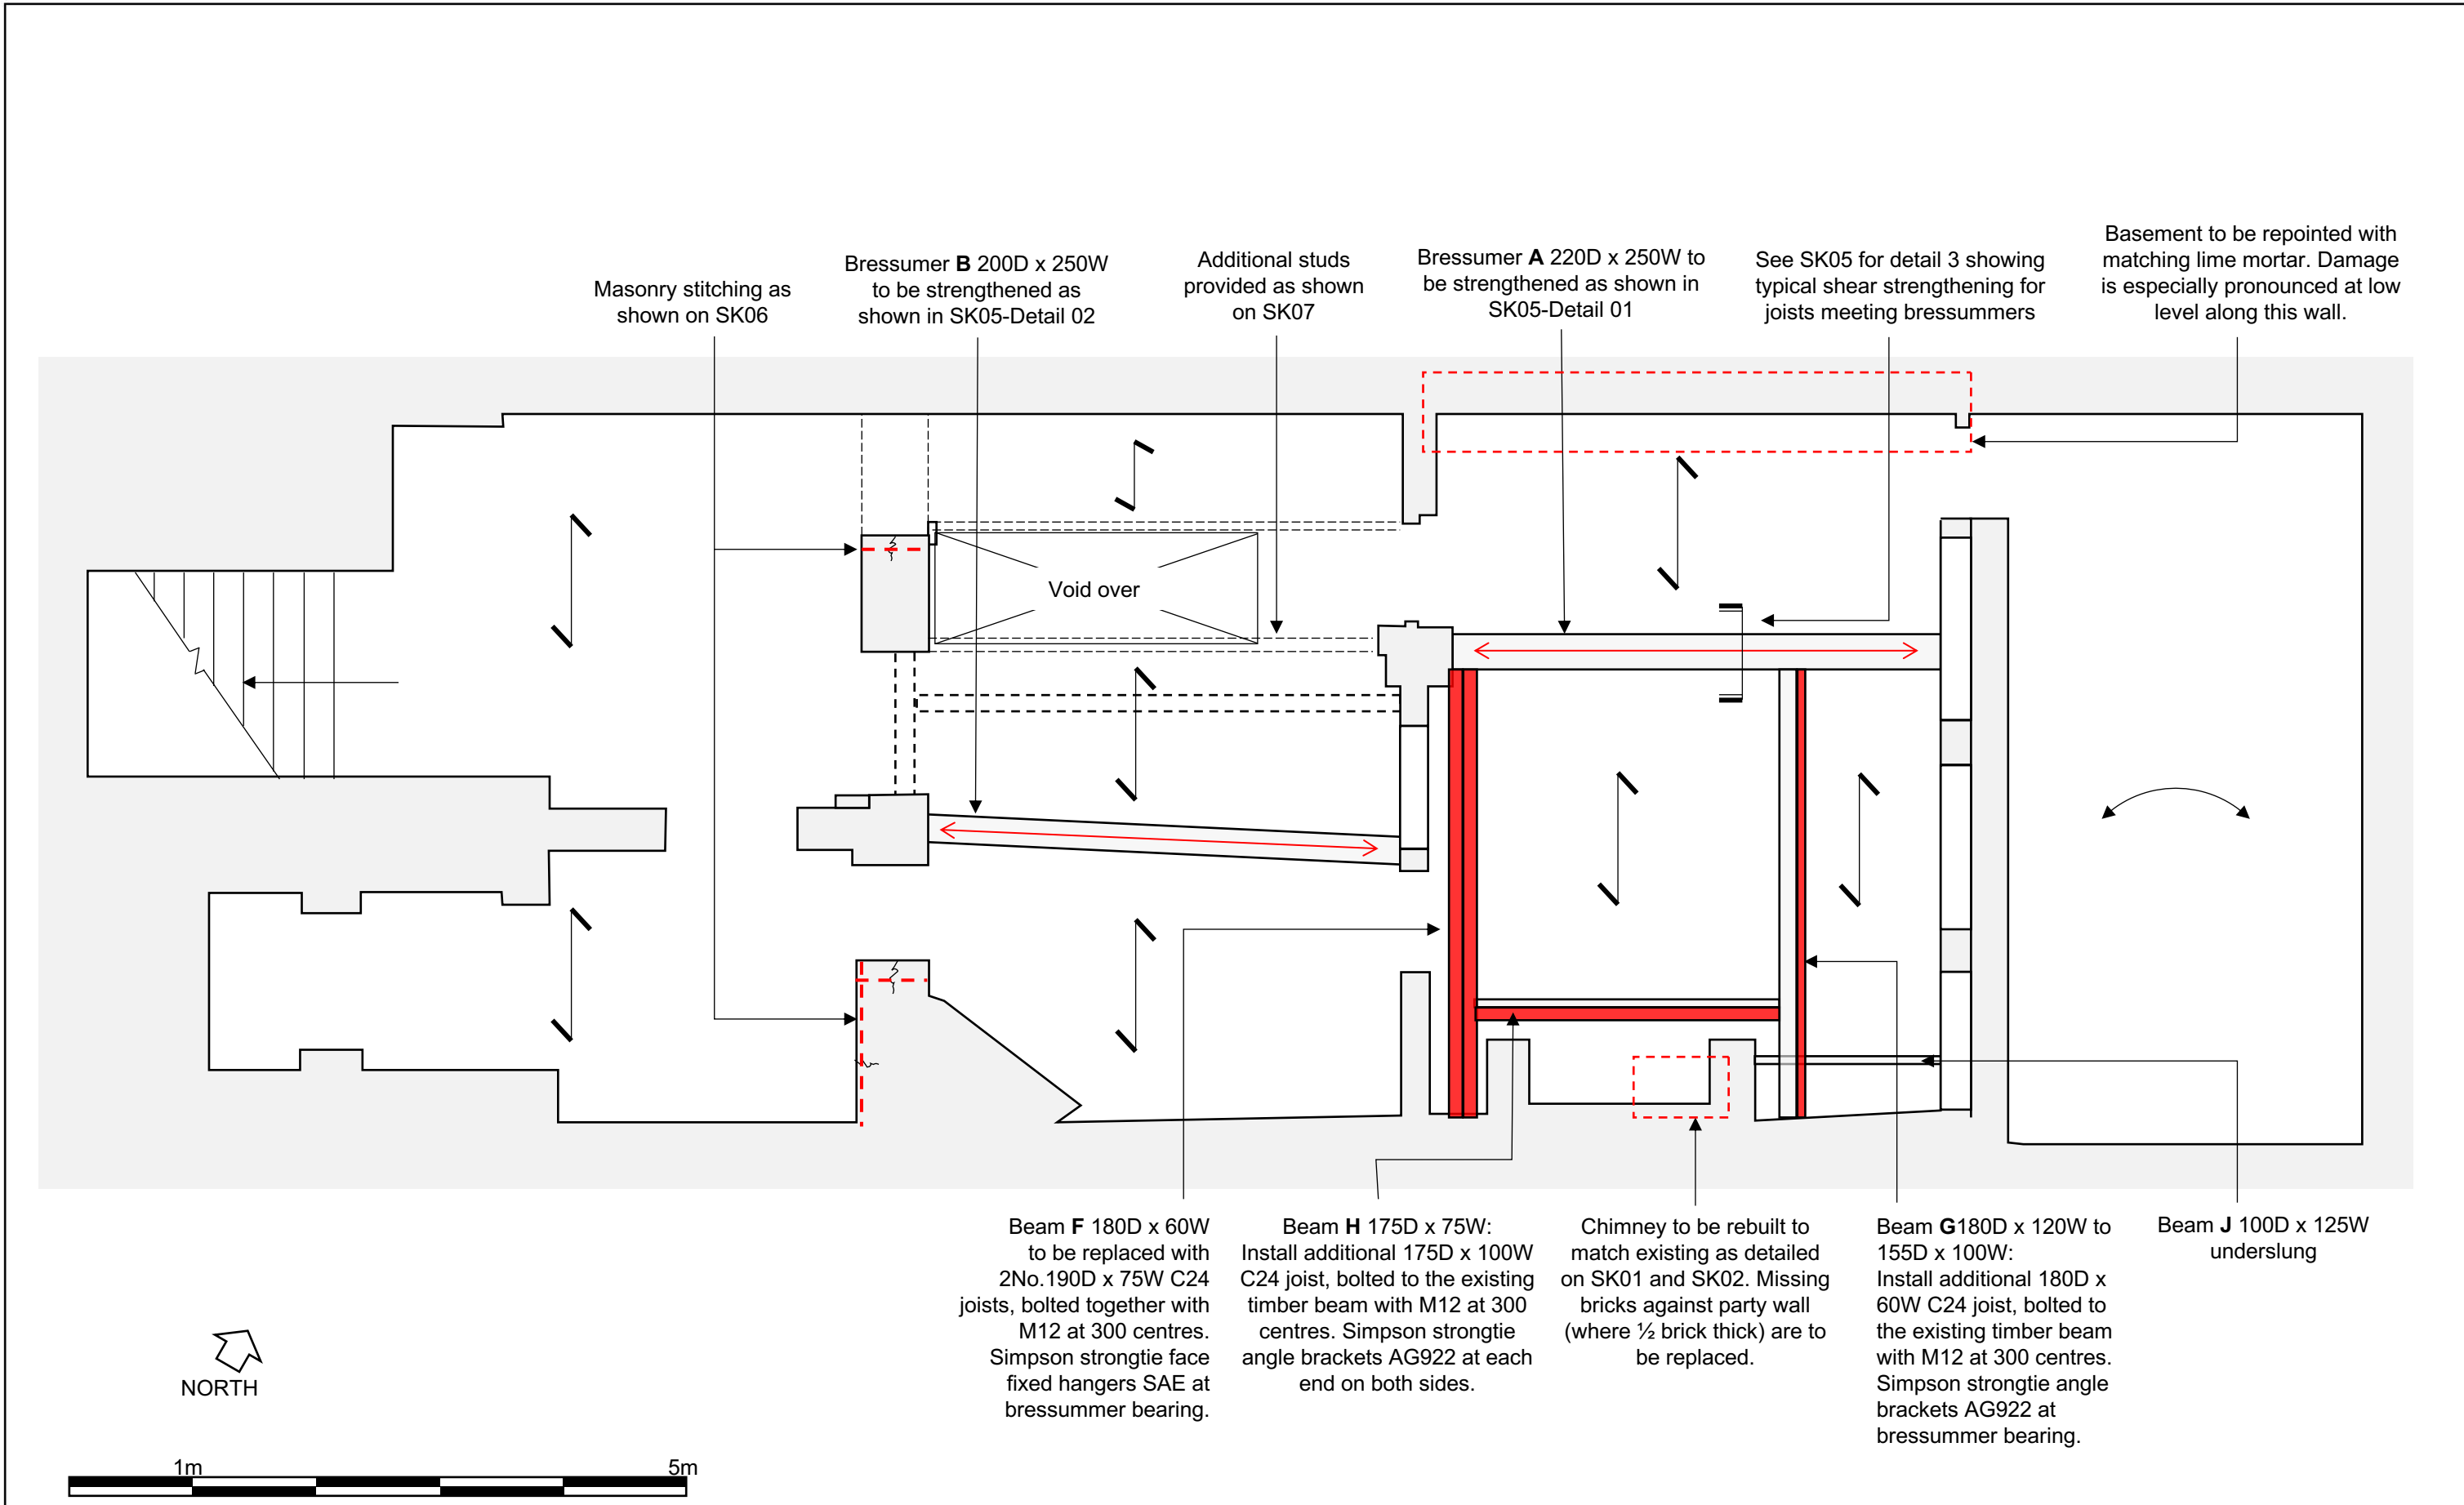 Masonry stitching as
shown on SK06
Bressumer B 200D x 250W
to be strengthened as
shown in SK05-Detail 02
Additional studs
provided as shown
on SK07
Bressumer A 220D x 250W to
be strengthened as shown in
SK05-Detail 01
See SK05 for detail 3 showing
typical shear strengthening for
joists meeting bressummers
Basement to be repointed with
matching lime mortar. Damage
is especially pronounced at low
level along this wall.
Void over
Beam F 180D x 60W
to be replaced with
2No.190D x 75W C24
joists, bolted together with
M12 at 300 centres.
Simpson strongtie face
fixed hangers SAE at
bressummer bearing.
Beam H 175D x 75W:
Install additional 175D x 100W
C24 joist, bolted to the existing
timber beam with M12 at 300
centres. Simpson strongtie
angle brackets AG922 at each
end on both sides.
Chimney to be rebuilt to
match existing as detailed
on SK01 and SK02. Missing
bricks against party wall
(where ½ brick thick) are to
be replaced.
Beam G180D x 120W to
155D x 100W:
Install additional 180D x
60W C24 joist, bolted to
the existing timber beam
with M12 at 300 centres.
Simpson strongtie angle
brackets AG922 at
bressummer bearing.
Beam J 100D x 125W
underslung
NORTH
1m
5m